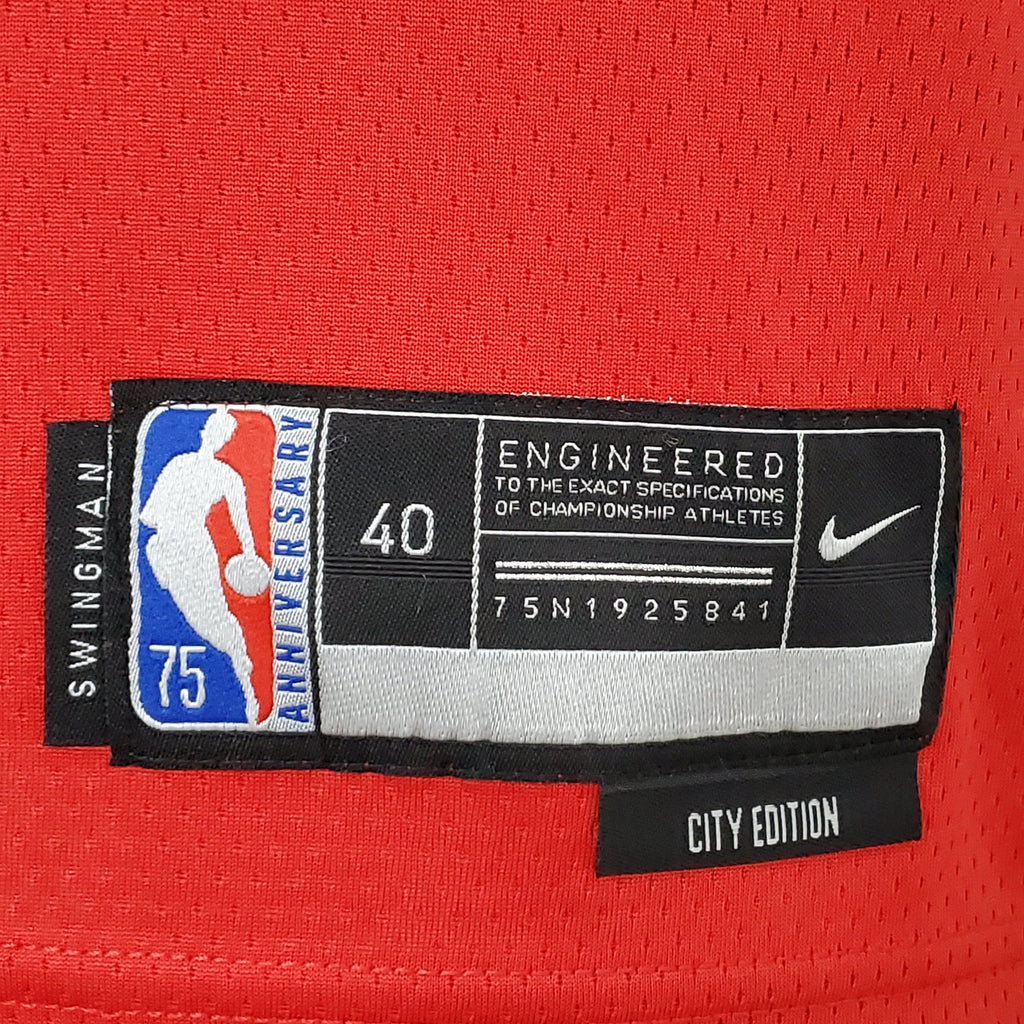 SWINGMAN
75
ANNIVERSARY
40
ENGINEERED
TO THE EXACT SPECIFICATIONS
OF CHAMPIONSHIP ATHLETES
75N1925841
CITY EDITION